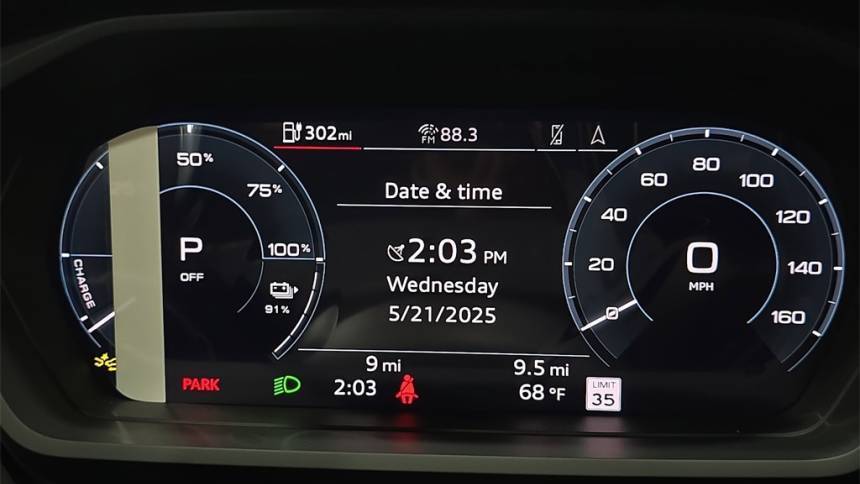 302mi
FM 88.3
50%
75%
100%
CHARGE
P
OFF
91%
Date & time
2:03 PM
Wednesday
5/21/2025
20
40
60
80
100
120
140
160
0
0
MPH
9 mi
9.5 mi
PARK
2:03
68 °F
LIMIT
35